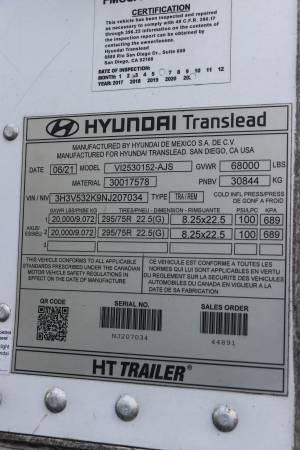 CERTIFICATION
This vehicle has been inspected and repaired
as necessary to comply with 49 C.F.R. 396.17
through 396.23 information on the contents of
the inspection report can be obtained by
contacting the owner/lessee.
Hyundai Translead
8880 Rio San Diego Dr., Suite 600
San Diego, CA 92108
DATE OF INSPECTION:
MONTH 1 2 3 4 5 6 7 8 9 10 11 12
YEAR 2017 2018 2019 2020
HYUNDAI Translead
MANUFACTURED BY HYUNDAI DE MEXICO S.A. DE C.V.
MANUFACTURED FOR HYUNDAI TRANSLEAD. SAN DIEGO, CA USA
DATE 06/21 MODEL VI2530152-AJS GVWR 68000 LBS
MATERIAL 30017578 PNBV 30844 KG
VIN / NIV 3H3V532K9NJ207034 TYPE TRA / REM COLD INFL PRESS/PRESS DE GONF A FROID
GAWR LBS/PNBE KG TIRES/PNEU - DIMENSION - RIMS/JANTE PSI/LPC KPA
AXLE/ESSIEU 1 20,000/9,072 295/75R 22.5(G) 8.25x22.5 100 689
2 20,000/9,072 295/75R 22.5(G) 8.25x22.5 100 689
THIS VEHICLE CONFORMS TO ALL APPLICABLE
STANDARDS PRESCRIBED UNDER THE CANADIAN
MOTOR VEHICLE SAFETY REGULATIONS IN
EFFECT ON THE DATE OF MANUFACTURE
CE VEHICULE EST CONFORME A TOUTES LES
NORMES QUI LUI SONT APPLICABLES EN VERTU
DU REGLEMENT SUR LA SECURITE DES VEHICULES
AUTOMOBILES DU CANADA EN VIGUEUR A LA
DATE DE SA FABRICATION
QR CODE
SERIAL NUMBER
NJ207034
SALES ORDER
44891
HT TRAILER®